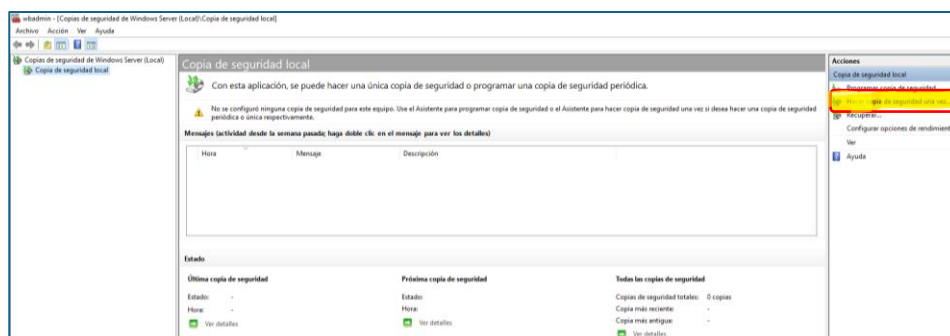 wbadmin - [Copias de seguridad de Windows Server (Local)\Copia de seguridad local]
Archivo Acción Ver Ayuda
Copias de seguridad de Windows Server (Local)
Copia de seguridad local
Copia de seguridad local
Con esta aplicación, se puede hacer una única copia de seguridad o programar una copia de seguridad periódica.
No se configuró ninguna copia de seguridad para este equipo. Use el Asistente para programar copia de seguridad o el Asistente para hacer copia de seguridad una vez si desea hacer una copia de seguridad
periódica o única respectivamente.
Mensajes (actividad desde la semana pasada; haga doble clic en el mensaje para ver los detalles)
Hora Mensaje Descripción
Estado
Última copia de seguridad
Estado: -
Hora: -
Ver detalles
Próxima copia de seguridad
Estado:
Hora:
Ver detalles
Todas las copias de seguridad
Copias de seguridad totales: 0 copias
Copia más reciente: -
Copia más antigua: -
Ver detalles
Acciones
Copia de seguridad local
Programar copia de seguridad...
Hacer copia de seguridad una vez...
Recuperar...
Configurar opciones de rendimient
Ver
Ayuda